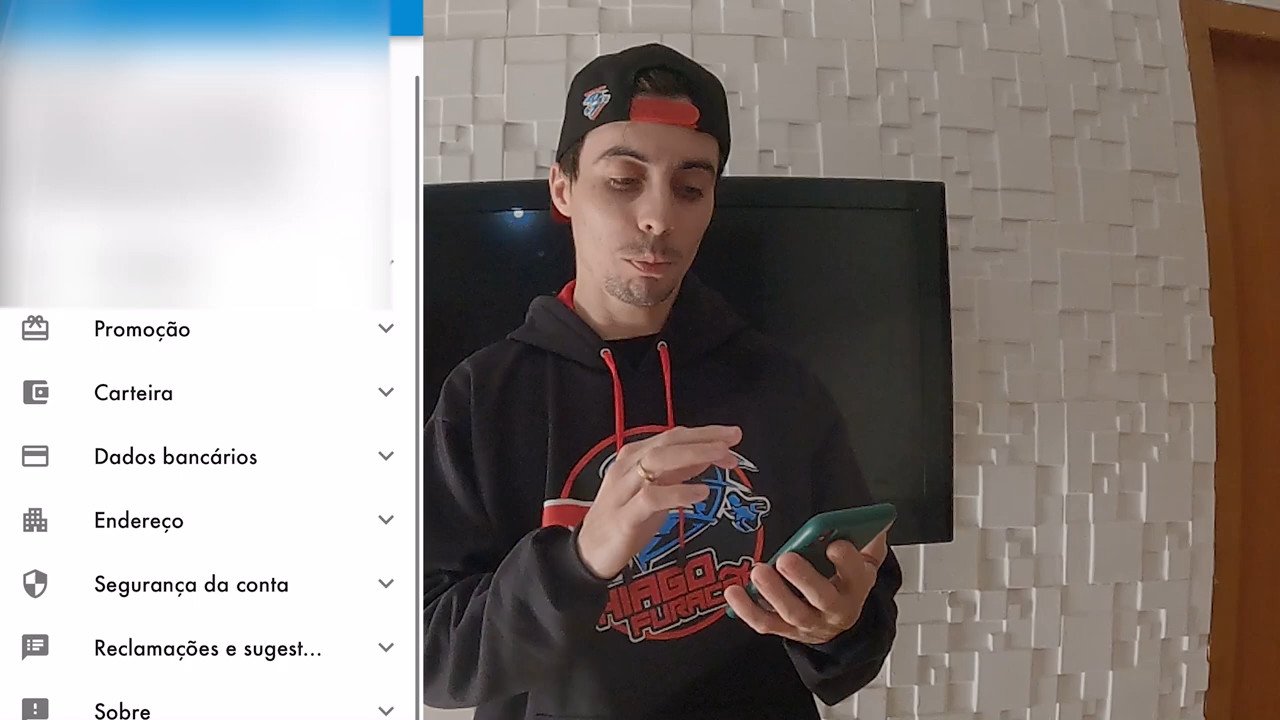 Promoção
Carteira
Dados bancários
Endereço
Segurança da conta
Reclamações e sugest...
Sobre
THIAGO
FURACÃO